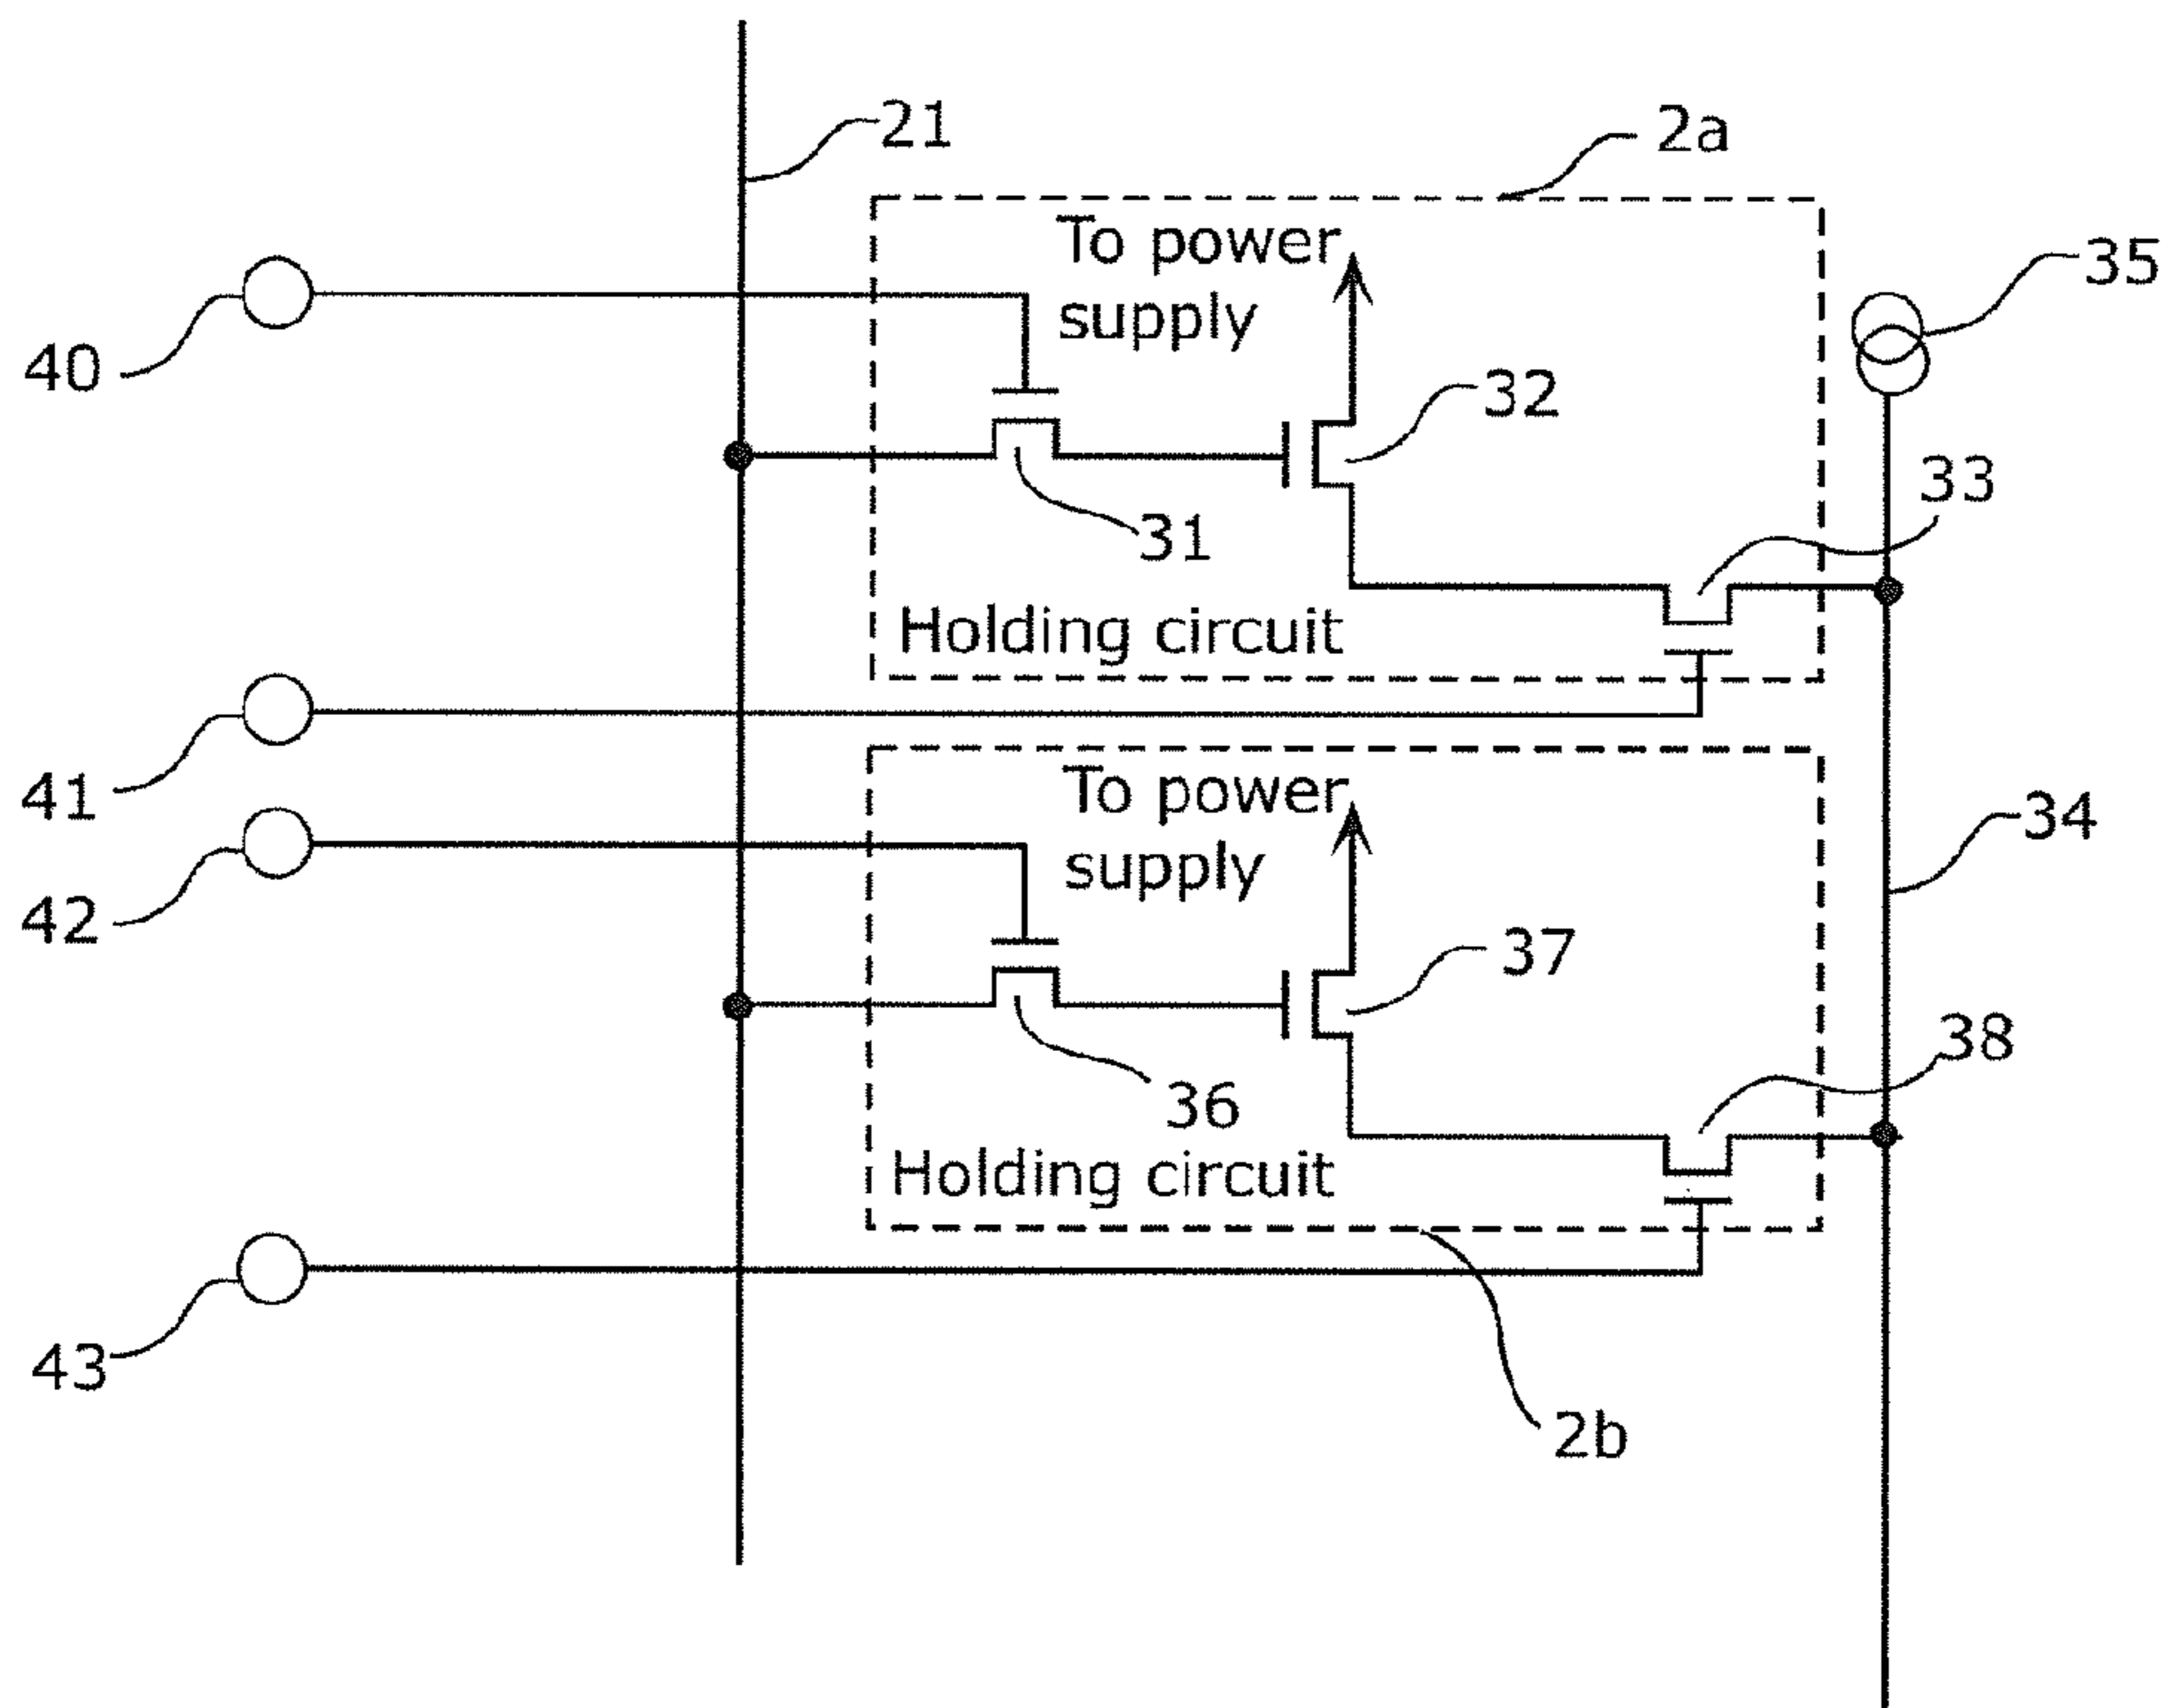 21
2a
To power
supply
35
40
32
33
31
Holding circuit
41
To power
supply
34
42
37
38
36
Holding circuit
43
2b